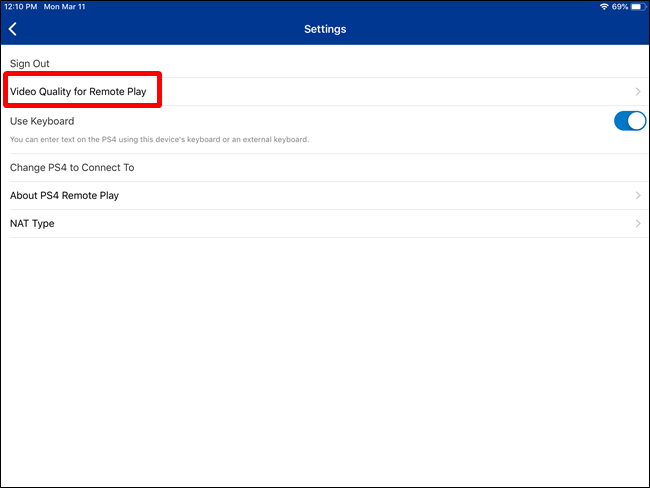 12:10 PM Mon Mar 11 69%
Settings
Sign Out
Video Quality for Remote Play
Use Keyboard
You can enter text on the PS4 using this device's keyboard or an external keyboard.
Change PS4 to Connect To
About PS4 Remote Play
NAT Type